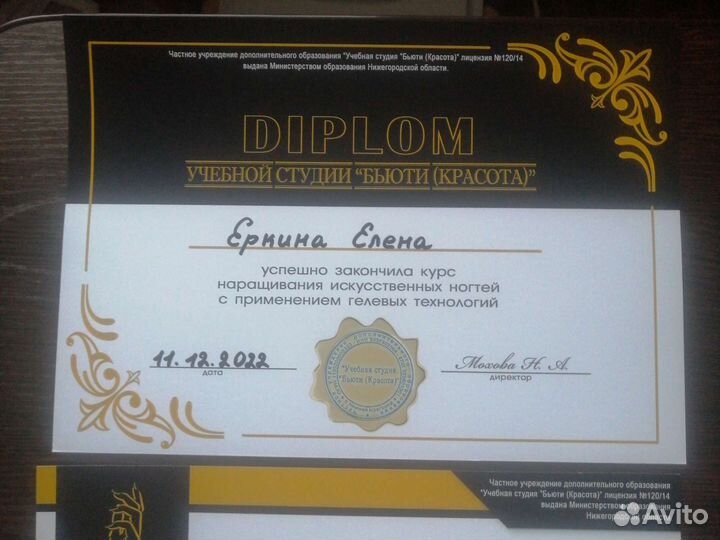 Частное учреждение дополнительного образования "Учебная студия "Бьюти (Красота)" лицензия №120/14
выдана Министерством образования Нижегородской области.
DIPLOM
УЧЕБНОЙ СТУДИИ "БЬЮТИ (КРАСОТА)"
Еркина Елена
успешно закончила курс
наращивания искусственных ногтей
с применением гелевых технологий
11.12.2022
дата
"Учебная студия
"Бьюти (Красота)"
Мохова Н. А.
директор
Частное учреждение дополнительного образования
"Учебная студия "Бьюти (Красота)" лицензия №120/14
выдана Министерством образования
Нижегородской области
Avito